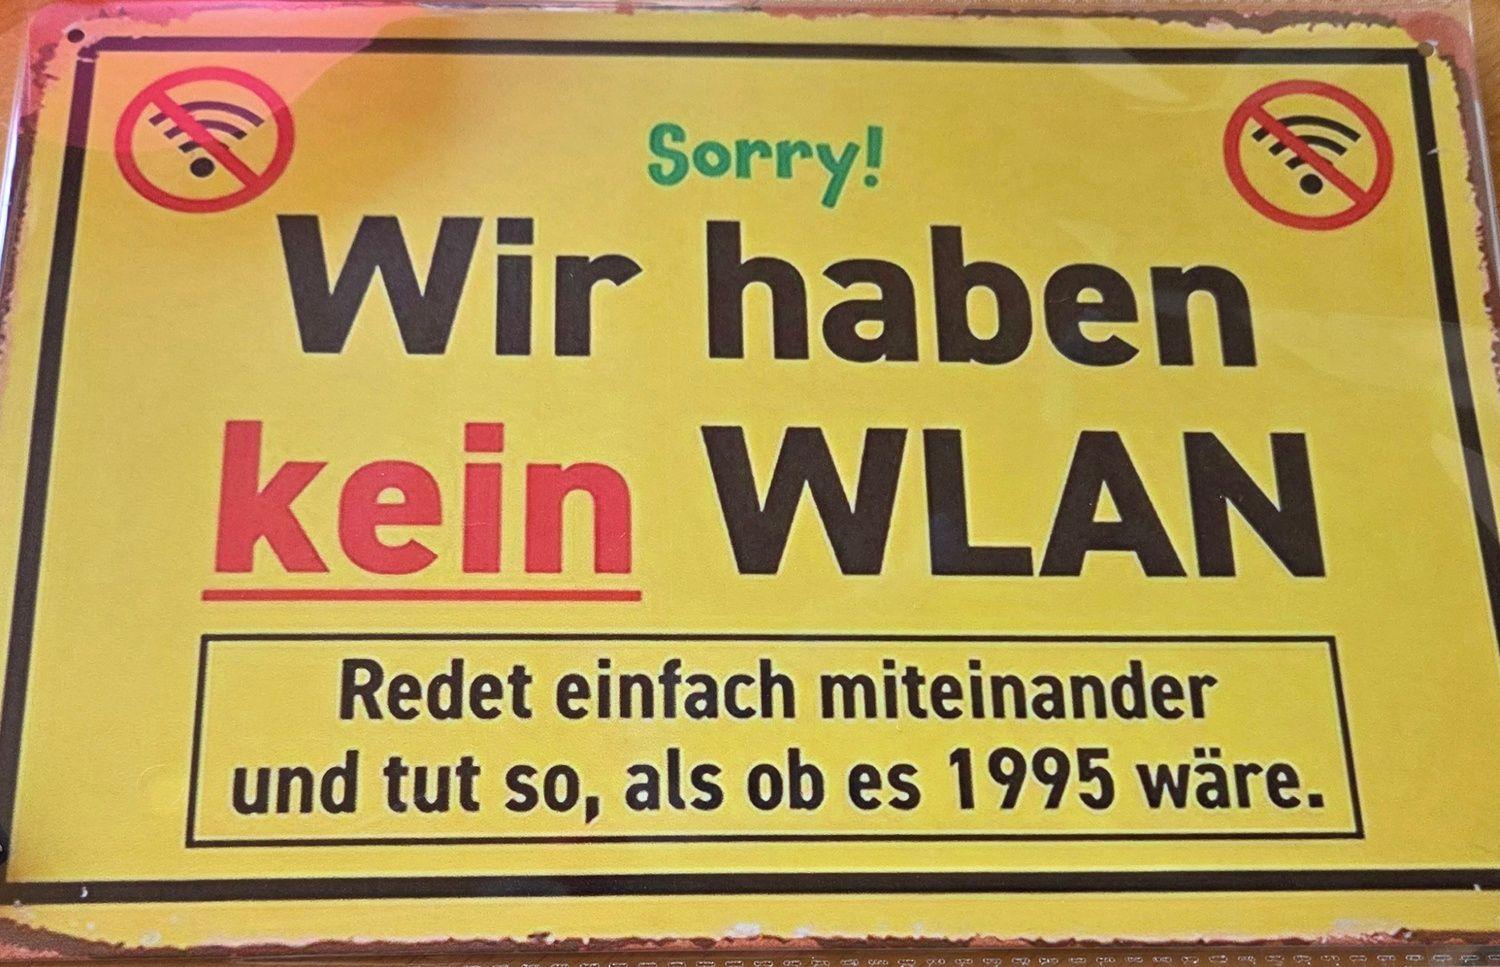 Sorry!
Wir haben
kein WLAN
Redet einfach miteinander
und tut so, als ob es 1995 wäre.